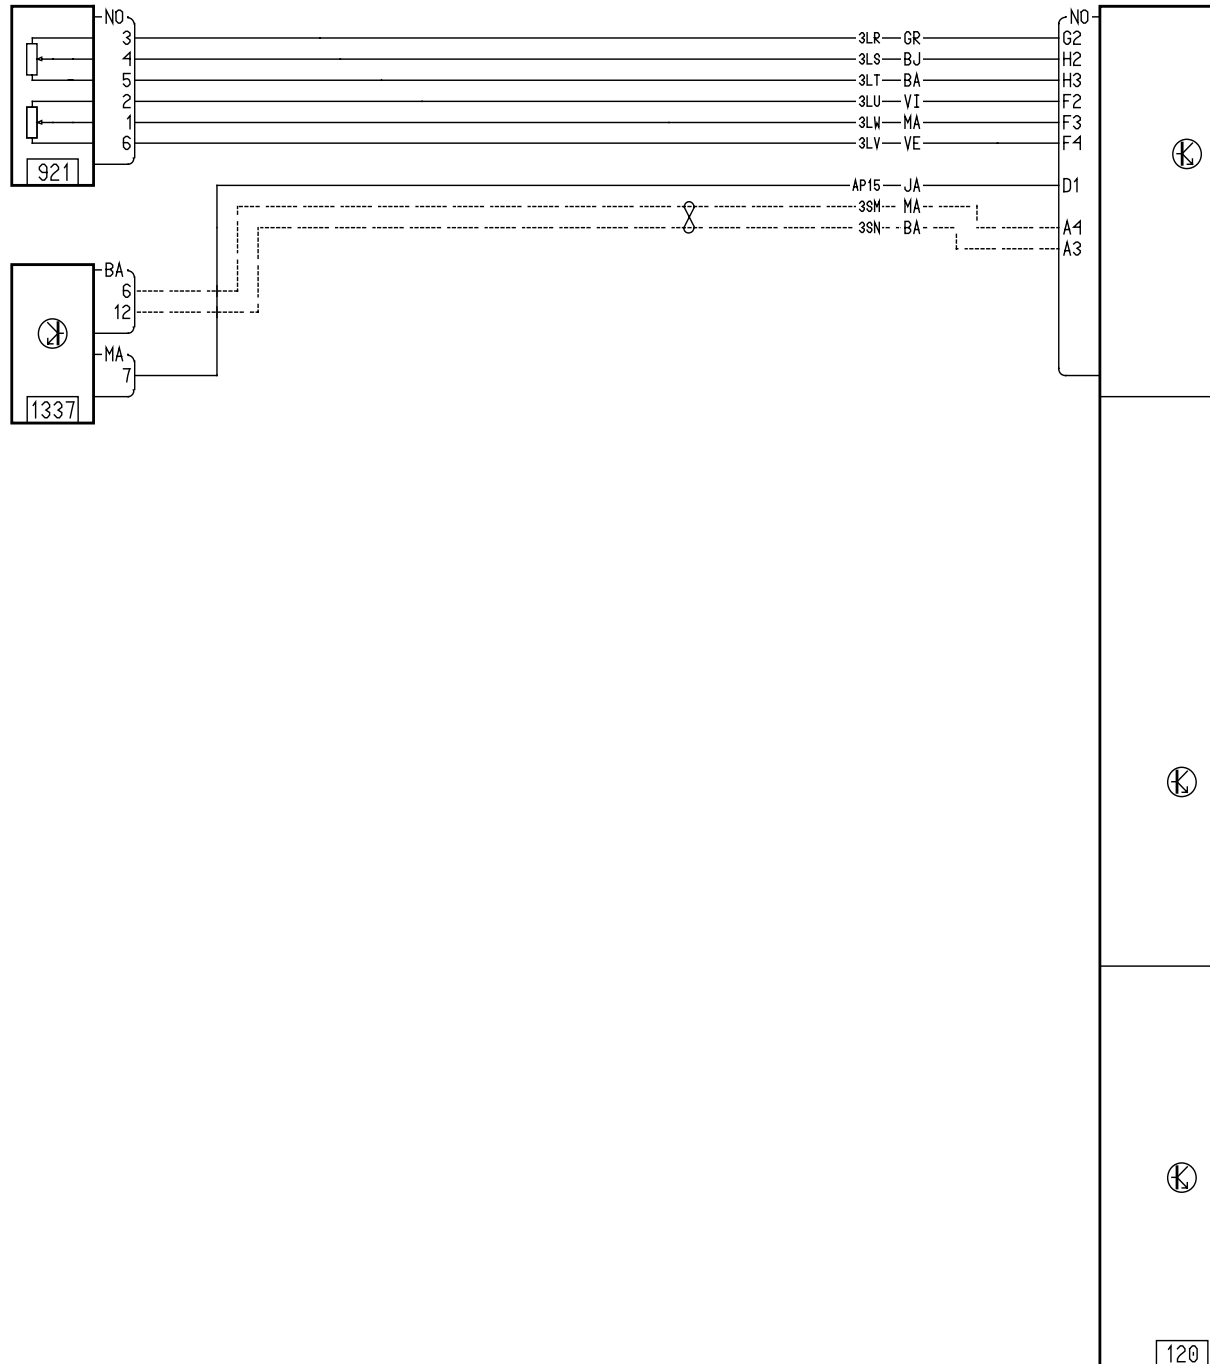 NO NO
3 3LR GR G2
4 3LS BJ H2
5 3LT BA H3
2 3LU VI F2
1 3LW MA F3
6 3LV VE F4
921
AP15 JA D1
3SM MA
3SN BA A4
A3
BA
6
12
MA
7
1337
120